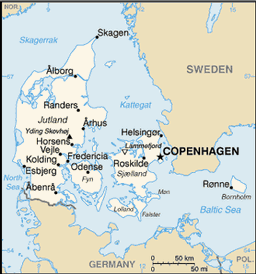 NOR.
Skagen
Skagerrak
SWEDEN
Ålborg
Kattegat
Randers
Århus
Jutland
Helsingør
Yding Skovhøj
Horsens
Lammefjord
COPENHAGEN
Vejle
Fredericia
Kolding
Roskilde
Esbjerg
Odense
Sjælland
North
Sea
Fyn
Rønne
Åbenrå
Møn
Bornholm
Lolland
Falster
Baltic Sea
0 50 km
0 50 mi
GERMANY
POL.